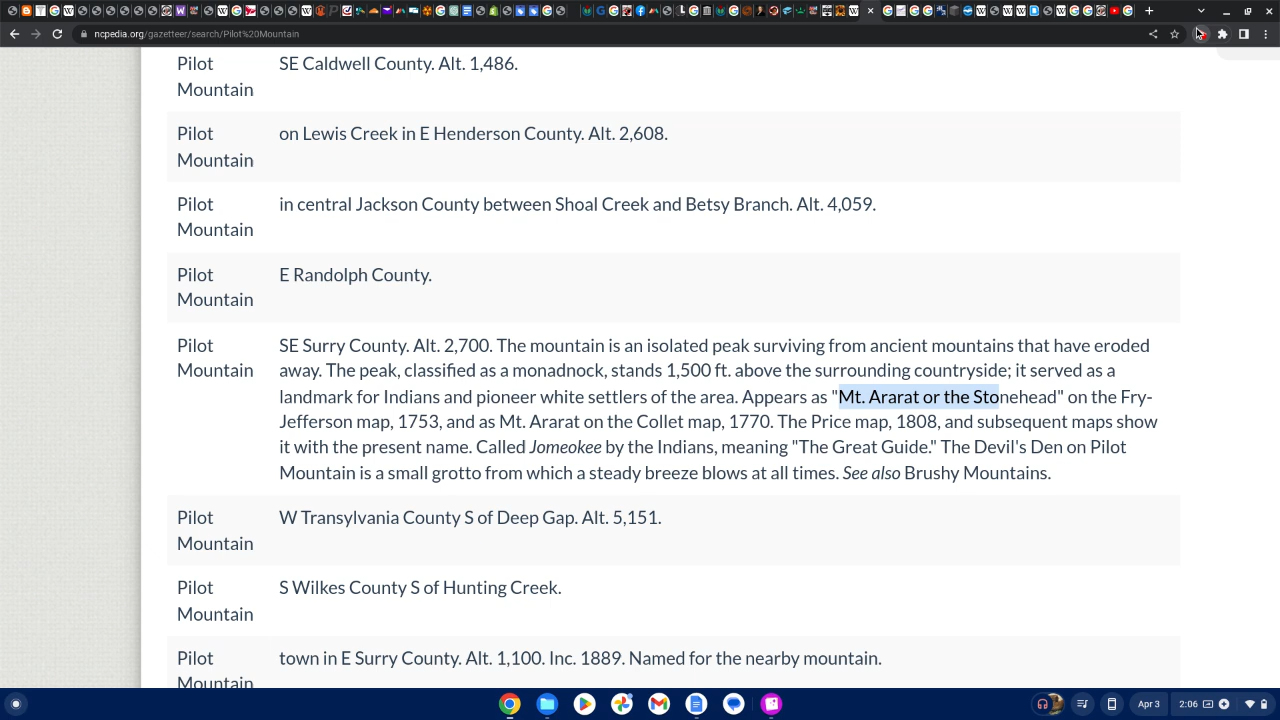 ncpedia.org/gazetteer/search/Pilot%20Mountain
Pilot Mountain
SE Caldwell County. Alt. 1,486.
Pilot Mountain
on Lewis Creek in E Henderson County. Alt. 2,608.
Pilot Mountain
in central Jackson County between Shoal Creek and Betsy Branch. Alt. 4,059.
Pilot Mountain
E Randolph County.
Pilot Mountain
SE Surry County. Alt. 2,700. The mountain is an isolated peak surviving from ancient mountains that have eroded
away. The peak, classified as a monadnock, stands 1,500 ft. above the surrounding countryside; it served as a
landmark for Indians and pioneer white settlers of the area. Appears as "Mt. Ararat or the Stonehead" on the Fry-
Jefferson map, 1753, and as Mt. Ararat on the Collet map, 1770. The Price map, 1808, and subsequent maps show
it with the present name. Called Jomeokee by the Indians, meaning "The Great Guide." The Devil's Den on Pilot
Mountain is a small grotto from which a steady breeze blows at all times. See also Brushy Mountains.
Pilot Mountain
W Transylvania County S of Deep Gap. Alt. 5,151.
Pilot Mountain
S Wilkes County S of Hunting Creek.
Pilot Mountain
town in E Surry County. Alt. 1,100. Inc. 1889. Named for the nearby mountain.
Apr 3
2:06